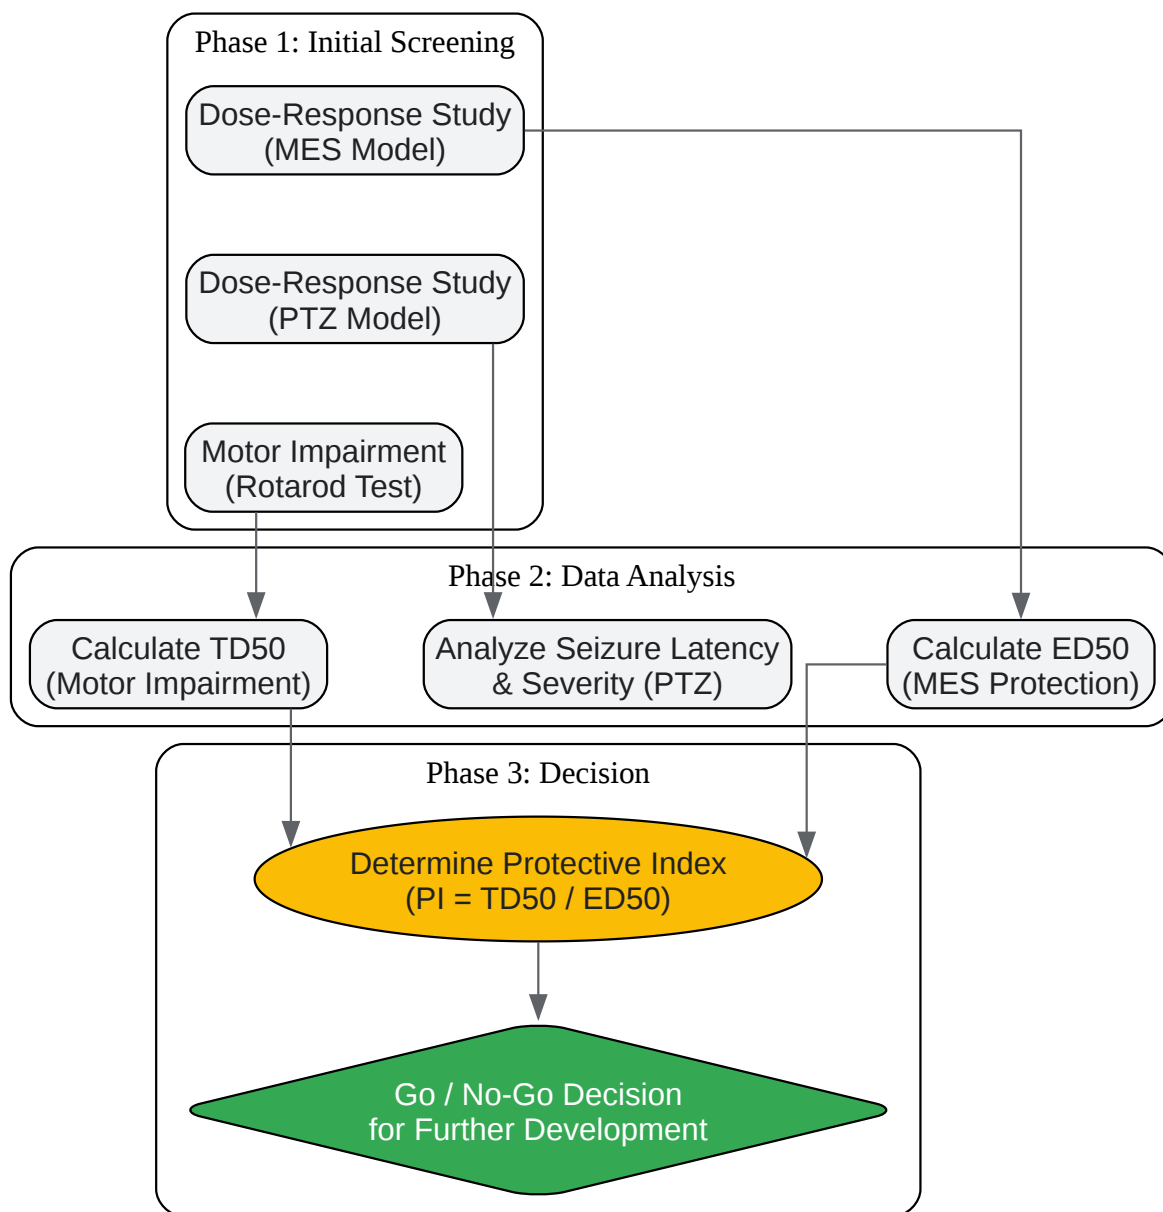 Phase 1: Initial Screening
Dose-Response Study
(MES Model)
Dose-Response Study
(PTZ Model)
Motor Impairment
(Rotarod Test)
Phase 2: Data Analysis
Calculate TD50
(Motor Impairment)
Analyze Seizure Latency
& Severity (PTZ)
Calculate ED50
(MES Protection)
Phase 3: Decision
Determine Protective Index
(PI = TD50 / ED50)
Go / No-Go Decision
for Further Development